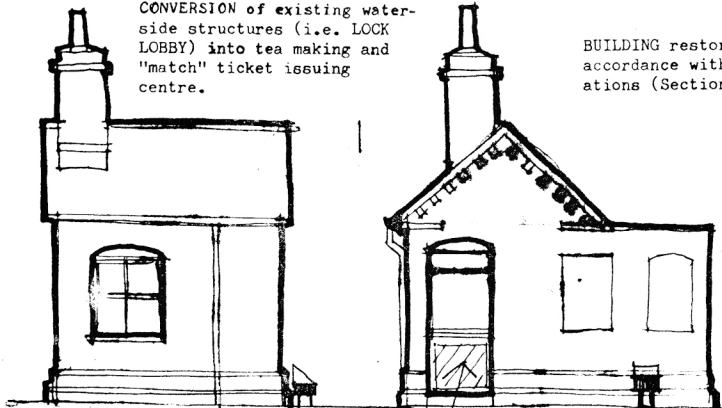 CONVERSION of existing water-
side structures (i.e. LOCK
LOBBY) into tea making and
"match" ticket issuing
centre.
BUILDING restor
accordance with
ations (Section